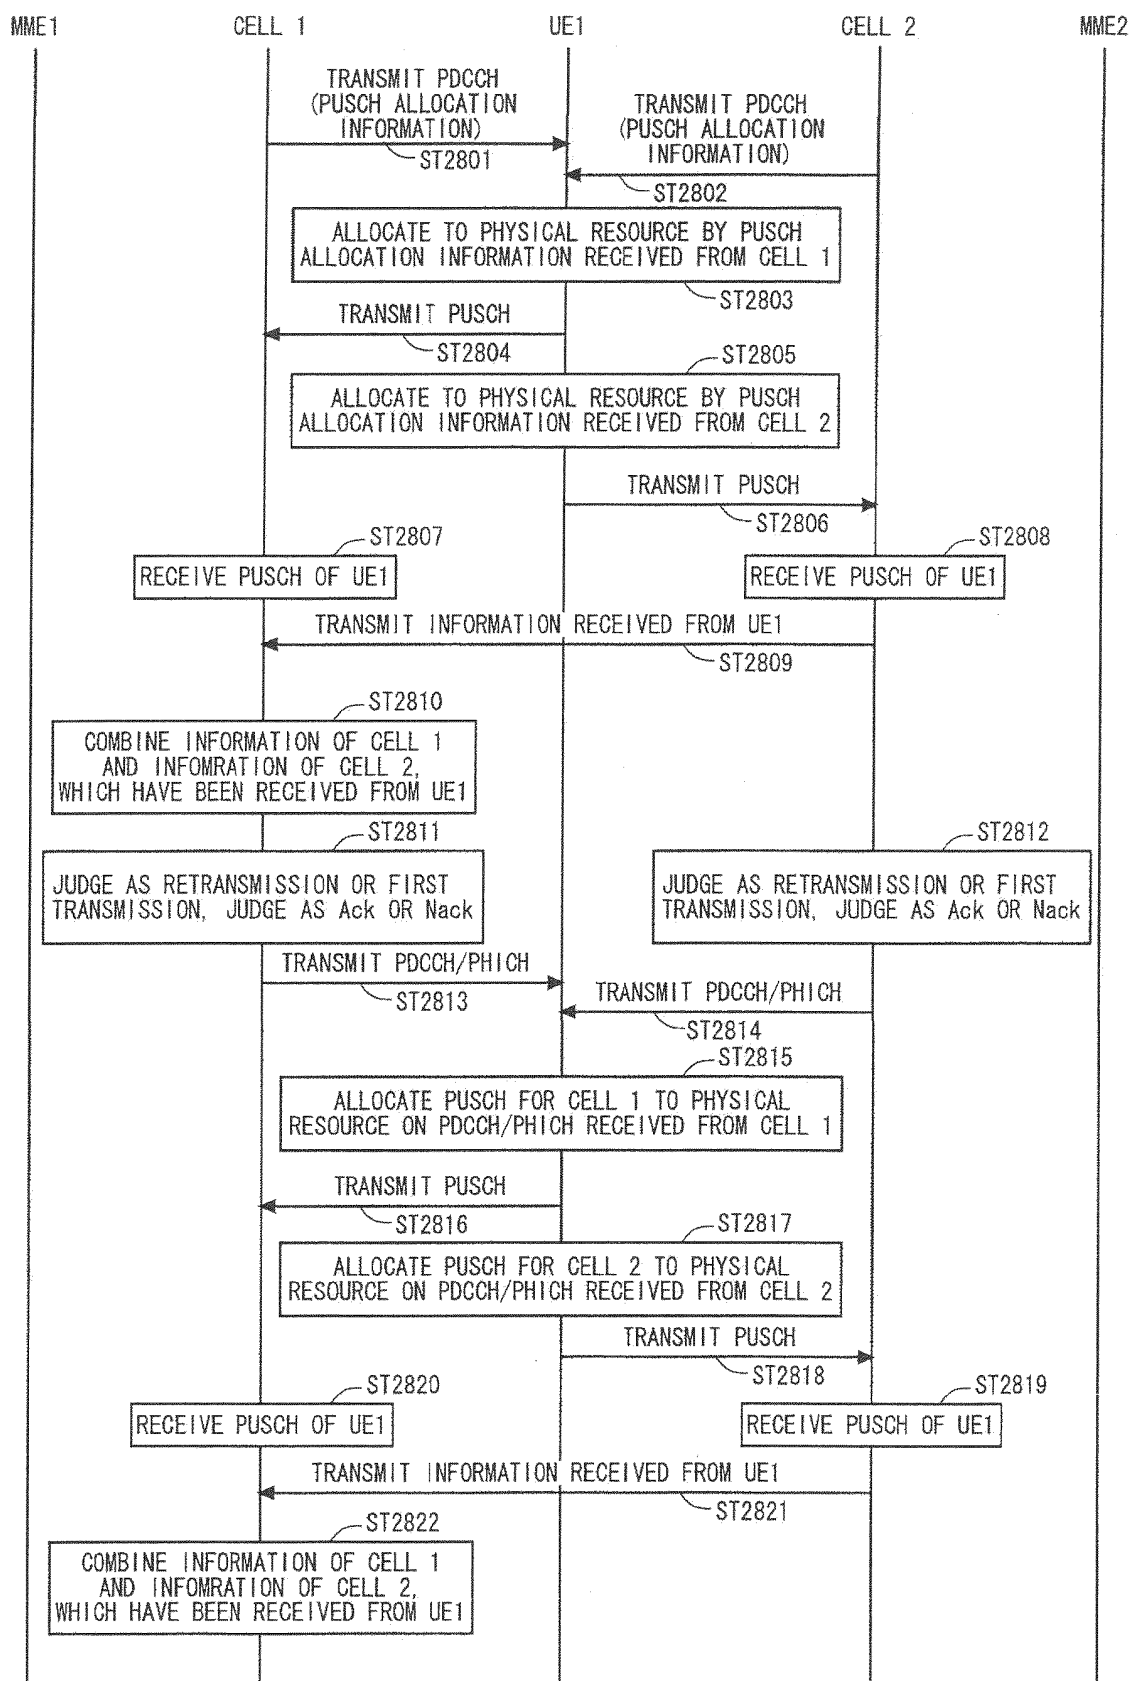 MME1
CELL 1
UE1
CELL 2
MME2
TRANSMIT PDCCH
(PUSCH ALLOCATION
INFORMATION)
ST2801
TRANSMIT PDCCH
(PUSCH ALLOCATION
INFORMATION)
ST2802
ALLOCATE TO PHYSICAL RESOURCE BY PUSCH
ALLOCATION INFORMATION RECEIVED FROM CELL 1
ST2803
TRANSMIT PUSCH
ST2804
ST2805
ALLOCATE TO PHYSICAL RESOURCE BY PUSCH
ALLOCATION INFORMATION RECEIVED FROM CELL 2
TRANSMIT PUSCH
ST2806
ST2807
RECEIVE PUSCH OF UE1
ST2808
RECEIVE PUSCH OF UE1
TRANSMIT INFORMATION RECEIVED FROM UE1
ST2809
ST2810
COMBINE INFORMATION OF CELL 1
AND INFOMRATION OF CELL 2,
WHICH HAVE BEEN RECEIVED FROM UE1
ST2811
JUDGE AS RETRANSMISSION OR FIRST
TRANSMISSION, JUDGE AS Ack OR Nack
ST2812
JUDGE AS RETRANSMISSION OR FIRST
TRANSMISSION, JUDGE AS Ack OR Nack
TRANSMIT PDCCH/PHICH
ST2813
TRANSMIT PDCCH/PHICH
ST2814
ST2815
ALLOCATE PUSCH FOR CELL 1 TO PHYSICAL
RESOURCE ON PDCCH/PHICH RECEIVED FROM CELL 1
TRANSMIT PUSCH
ST2816
ST2817
ALLOCATE PUSCH FOR CELL 2 TO PHYSICAL
RESOURCE ON PDCCH/PHICH RECEIVED FROM CELL 2
TRANSMIT PUSCH
ST2818
ST2820
RECEIVE PUSCH OF UE1
ST2819
RECEIVE PUSCH OF UE1
TRANSMIT INFORMATION RECEIVED FROM UE1
ST2821
ST2822
COMBINE INFORMATION OF CELL 1
AND INFOMRATION OF CELL 2,
WHICH HAVE BEEN RECEIVED FROM UE1